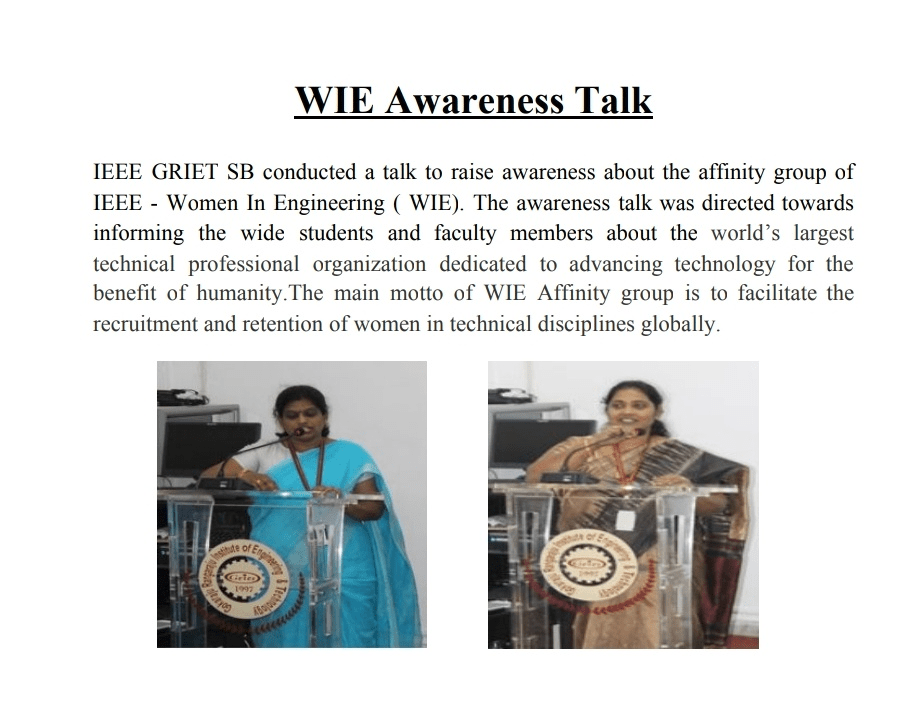 WIE Awareness Talk
IEEE GRIET SB conducted a talk to raise awareness about the affinity group of
IEEE - Women In Engineering ( WIE). The awareness talk was directed towards
informing the wide students and faculty members about the world’s largest
technical professional organization dedicated to advancing technology for the
benefit of humanity.The main motto of WIE Affinity group is to facilitate the
recruitment and retention of women in technical disciplines globally.
Gokaraju Rangaraju Institute of Engineering & Technology
1997
Gokaraju Rangaraju Institute of Engineering & Technology
1997